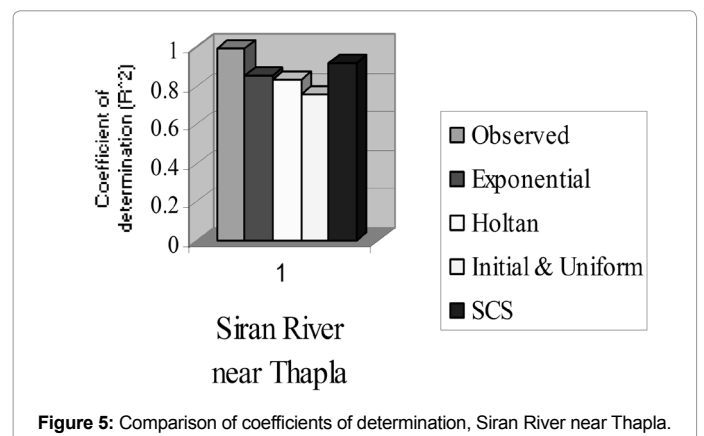 Coefficient of
determination (R^2)
1
0.8
0.6
0.4
0.2
0
1
Siran River
near Thapla
Observed
Exponential
Holtan
Initial & Uniform
SCS
Figure 5: Comparison of coefficients of determination, Siran River near Thapla.